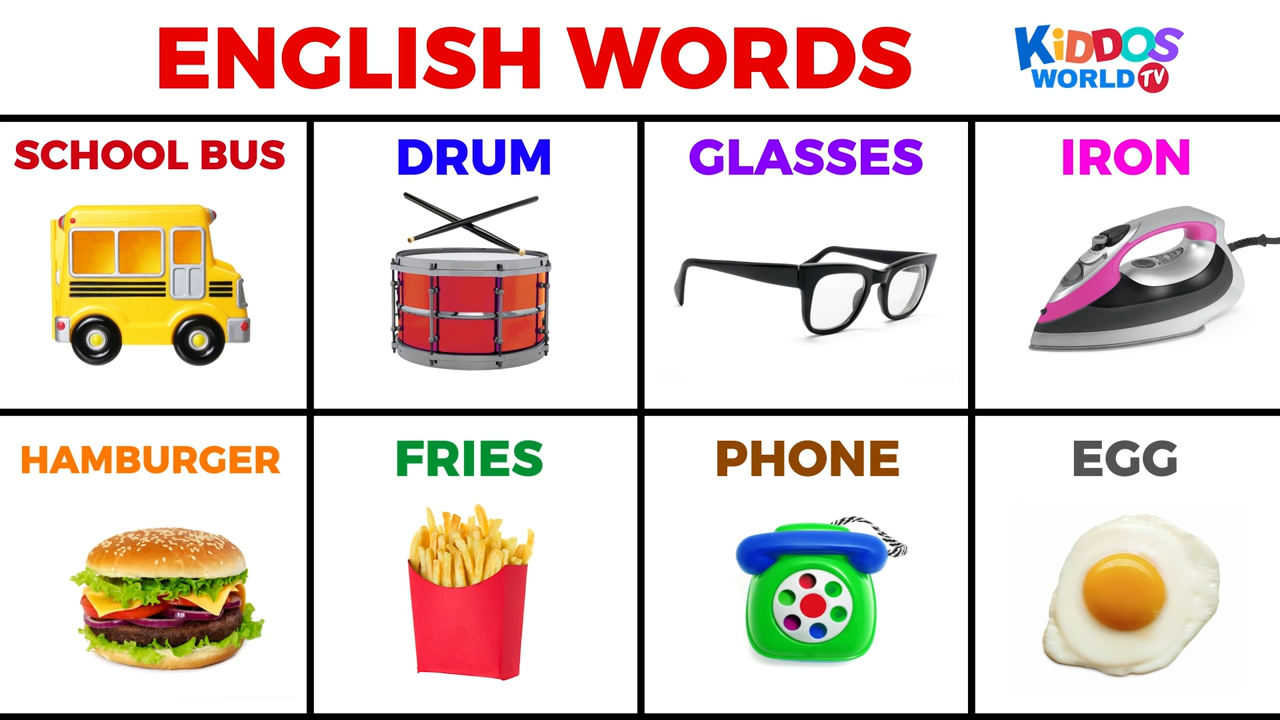 ENGLISH WORDS
KiDDOS
WORLD TV
SCHOOL BUS
DRUM
GLASSES
IRON
HAMBURGER
FRIES
PHONE
EGG